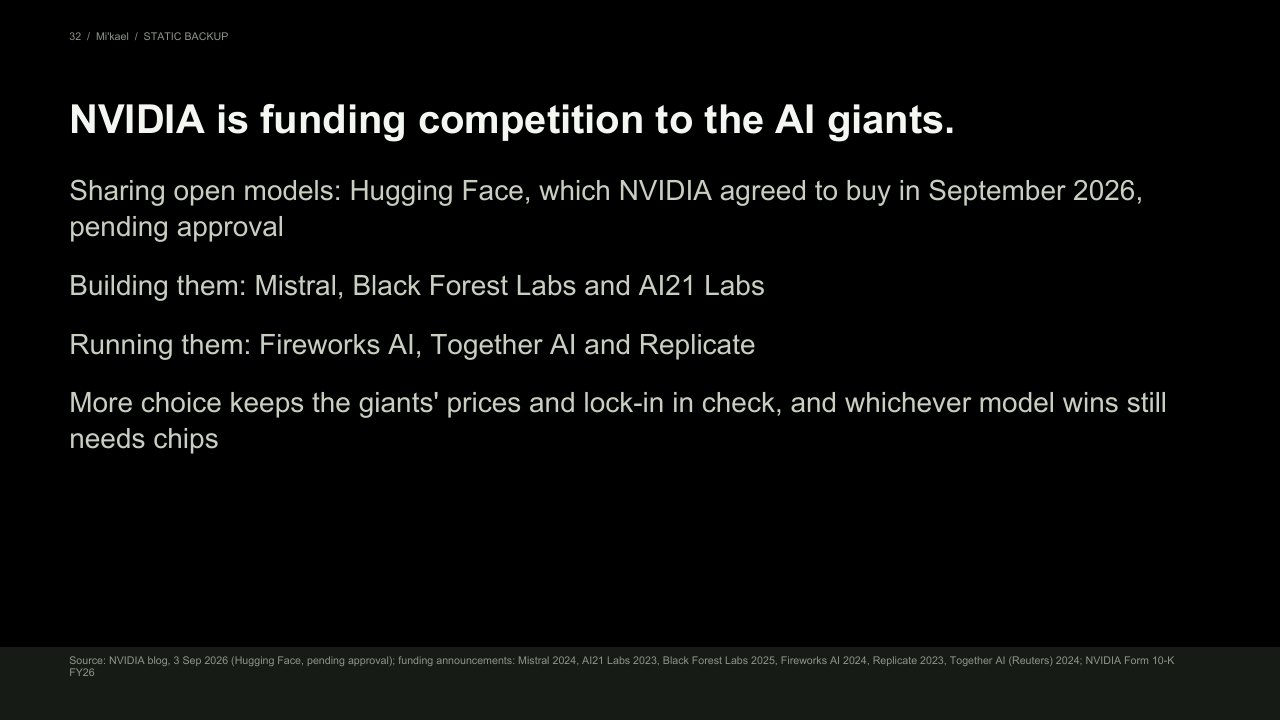 32 / Mi'kael / STATIC BACKUP
NVIDIA is funding competition to the AI giants.
Sharing open models: Hugging Face, which NVIDIA agreed to buy in September 2026,
pending approval
Building them: Mistral, Black Forest Labs and AI21 Labs
Running them: Fireworks AI, Together AI and Replicate
More choice keeps the giants' prices and lock-in in check, and whichever model wins still
needs chips
Source: NVIDIA blog, 3 Sep 2026 (Hugging Face, pending approval); funding announcements: Mistral 2024, AI21 Labs 2023, Black Forest Labs 2025, Fireworks AI 2024, Replicate 2023, Together AI (Reuters) 2024; NVIDIA Form 10-K
FY26